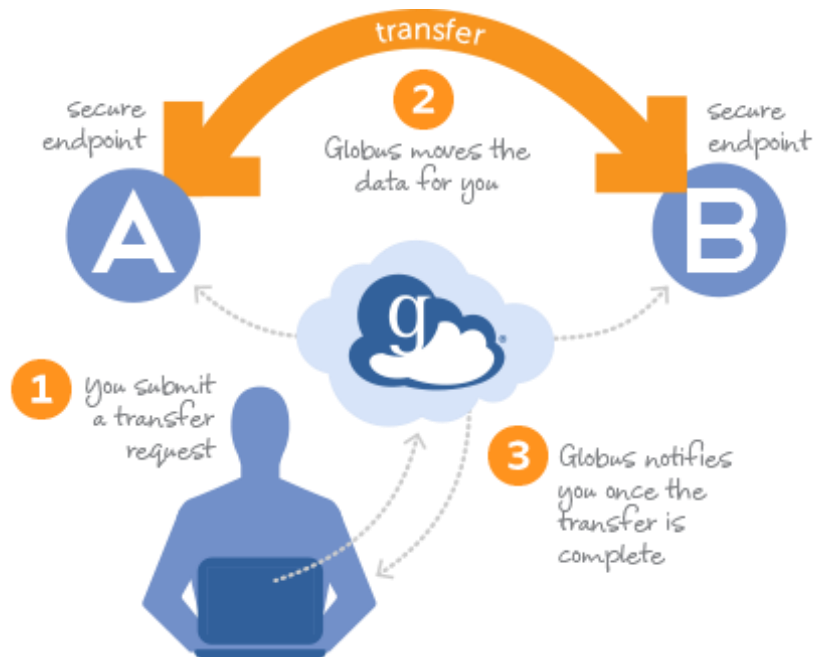 transfer
secure
endpoint
A
2
Globus moves the
data for you
secure
endpoint
B
g
®
1
You submit
a transfer
request
3
Globus notifies
you once the
transfer is
complete